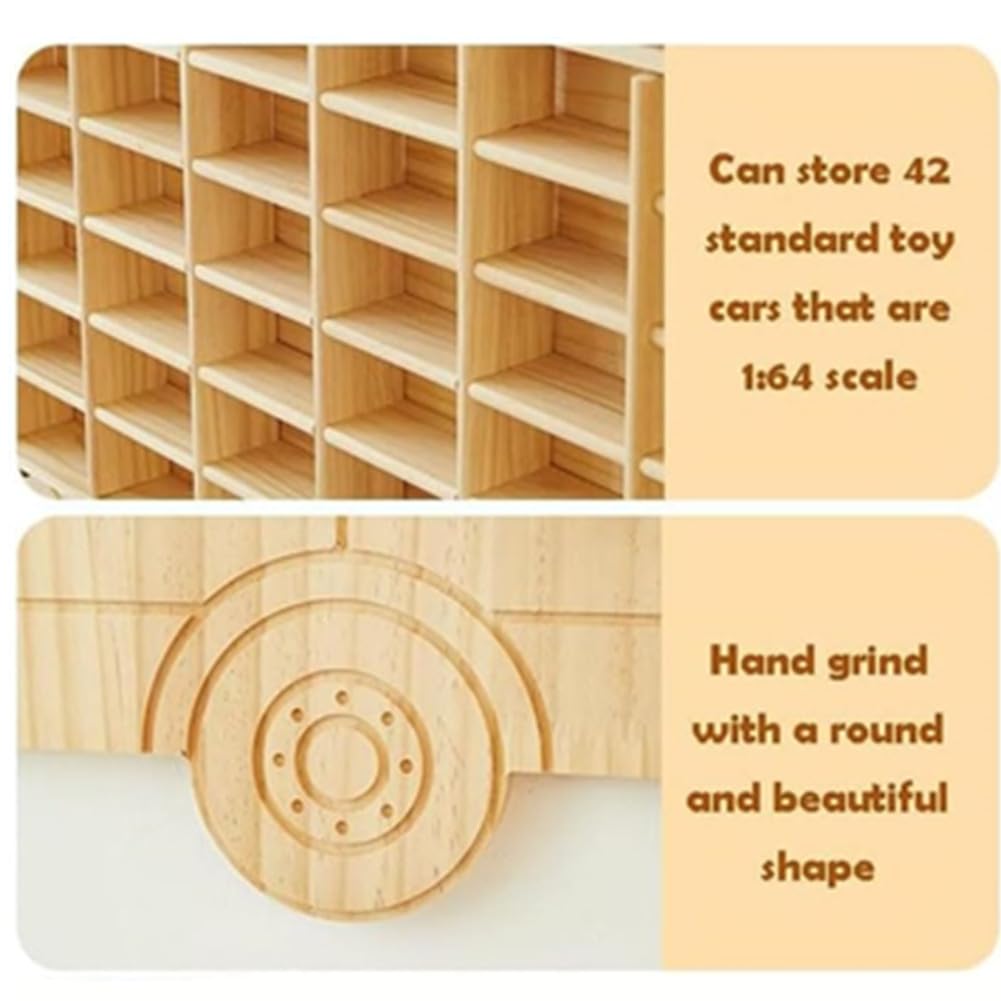 Can store 42
standard toy
cars that are
1:64 scale
Hand grind
with a round
and beautiful
shape